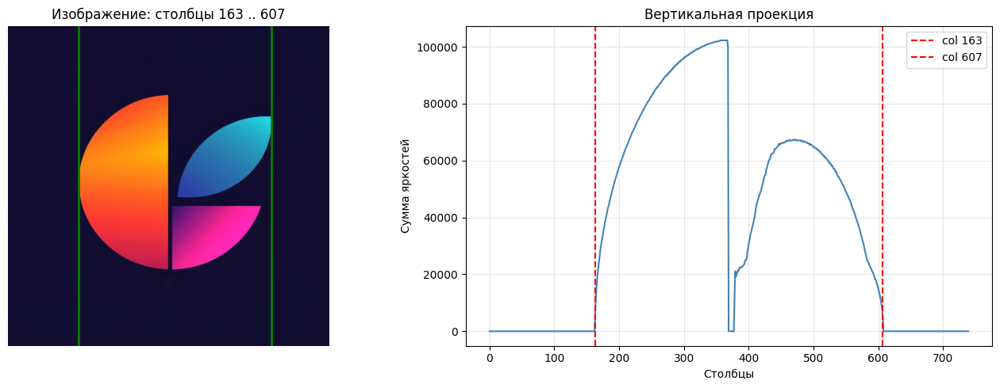 Изображение: столбцы 163 .. 607
Вертикальная проекция
Сумма яркостей
100000
80000
60000
40000
20000
0
0 100 200 300 400 500 600 700
Столбцы
col 163
col 607